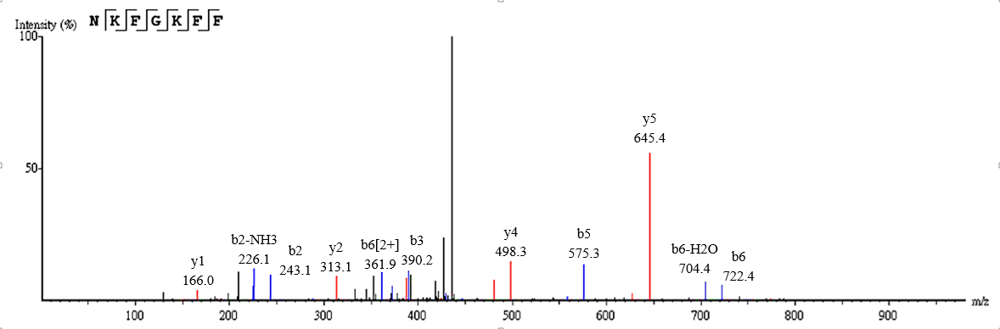 Intensity (%) N K F G K F F
100
50
y5
645.4
y4
498.3
b5
575.3
b6-H2O
704.4
b6
722.4
b2-NH3
226.1
b2
243.1
y1
166.0
y2
313.1
b6[2+]
361.9
b3
390.2
100 200 300 400 500 600 700 800 900 m/z